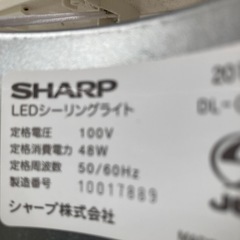 SHARP
LEDシーリングライト
定格電圧 100V
定格消費電力 48W
定格周波数 50/60Hz
製造番号 10017889
シャープ株式会社
DL-